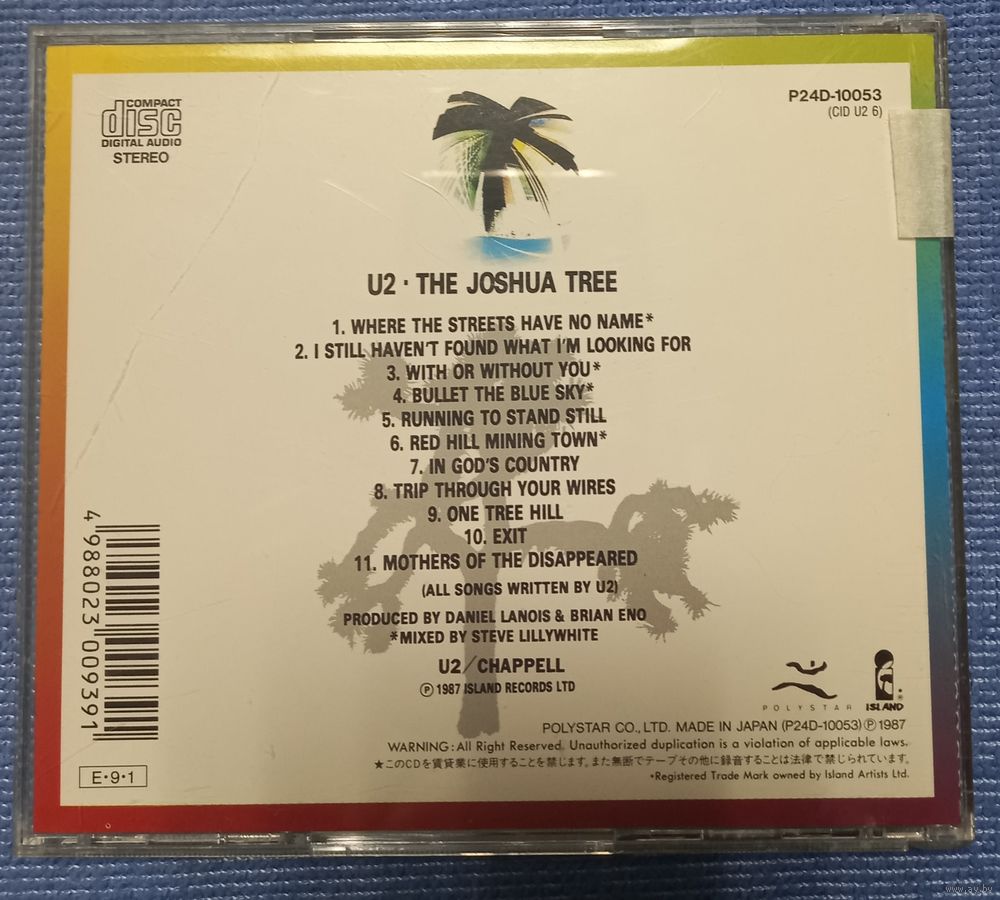 COMPACT
disc
DIGITAL AUDIO
STEREO
P24D-10053
(CID U2 6)
U2 · THE JOSHUA TREE
1. WHERE THE STREETS HAVE NO NAME*
2. I STILL HAVEN'T FOUND WHAT I'M LOOKING FOR
3. WITH OR WITHOUT YOU*
4. BULLET THE BLUE SKY*
5. RUNNING TO STAND STILL
6. RED HILL MINING TOWN*
7. IN GOD'S COUNTRY
8. TRIP THROUGH YOUR WIRES
9. ONE TREE HILL
10. EXIT
11. MOTHERS OF THE DISAPPEARED
(ALL SONGS WRITTEN BY U2)
PRODUCED BY DANIEL LANOIS & BRIAN ENO
*MIXED BY STEVE LILLYWHITE
U2/CHAPPELL
Ⓟ 1987 ISLAND RECORDS LTD
4 988023 009391
E·9·1
POLYSTAR
ISLAND®
POLYSTAR CO., LTD. MADE IN JAPAN (P24D-10053) Ⓟ 1987
WARNING: All Right Reserved. Unauthorized duplication is a violation of applicable laws.
★このCDを賃貸業に使用することを禁じます。また無断でテープその他に録音することは法律で禁じられています。
*Registered Trade Mark owned by Island Artists Ltd.
www.ay.by